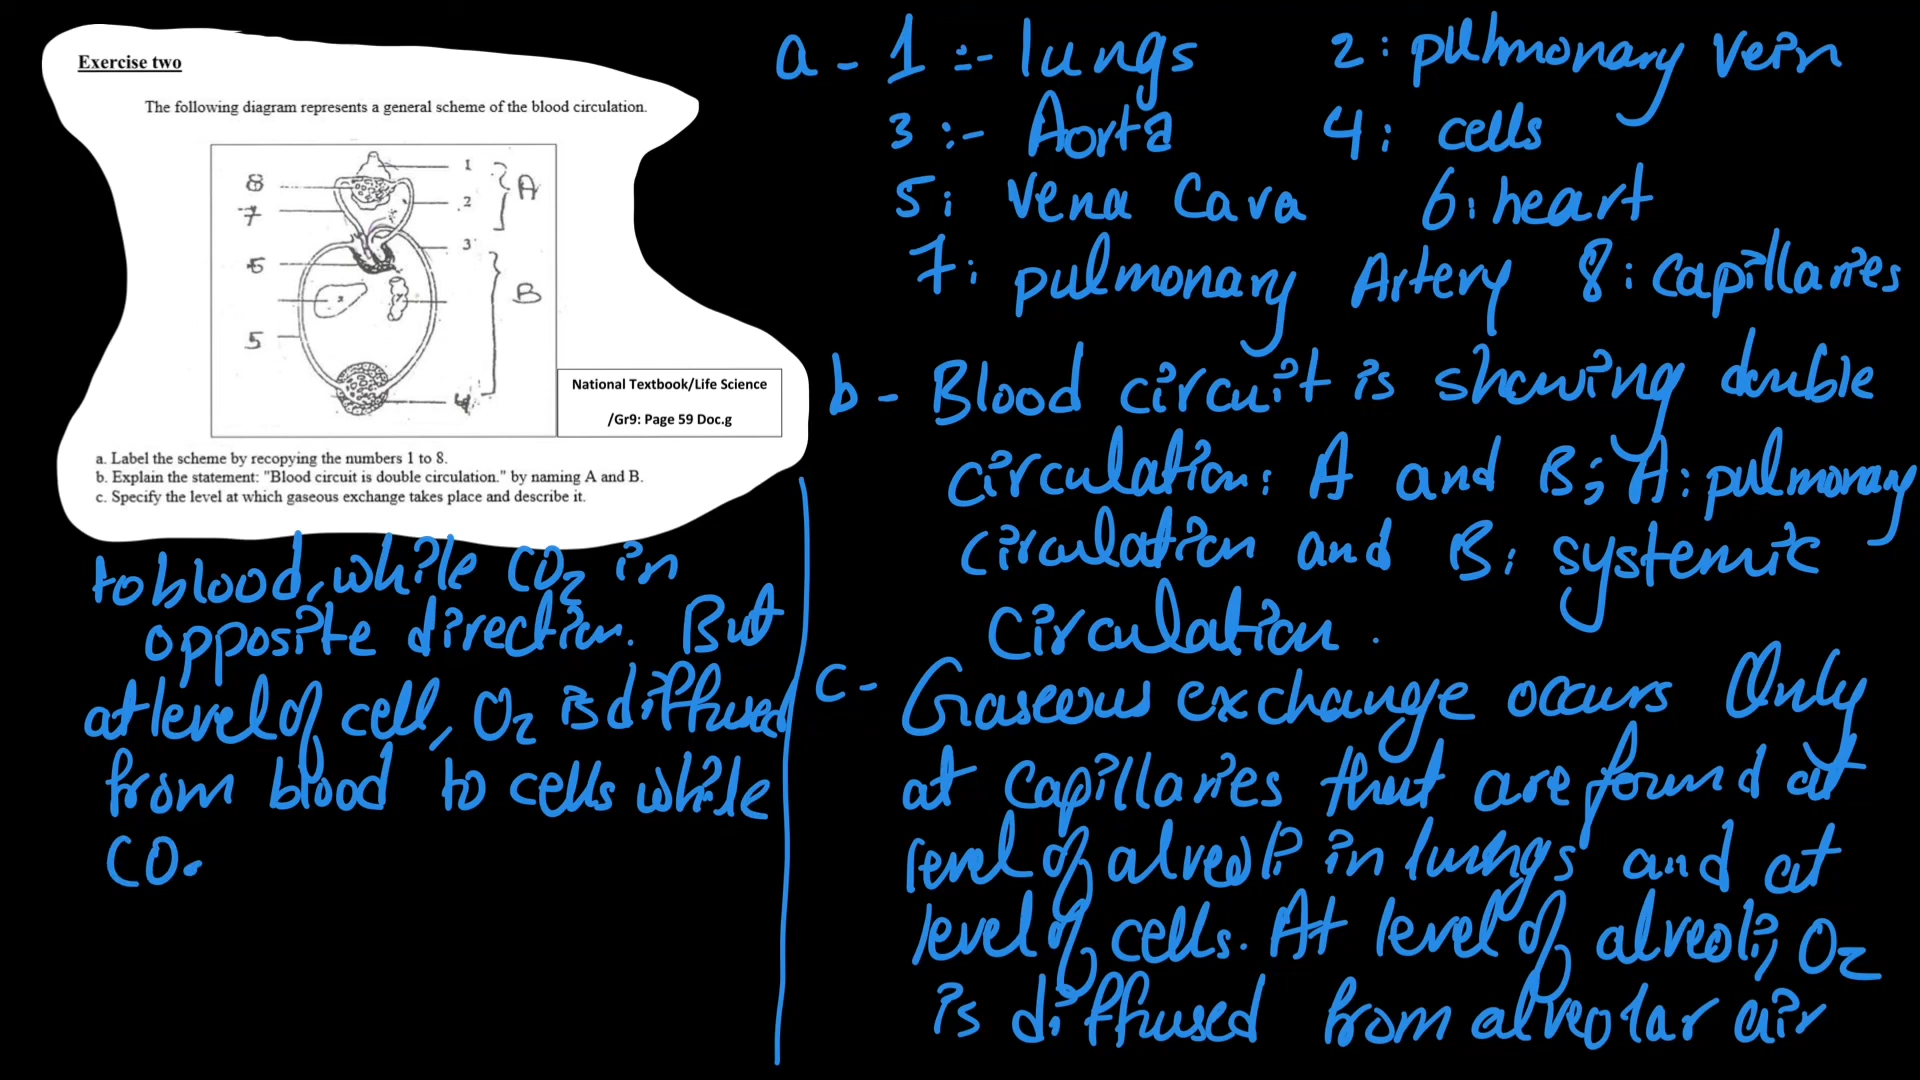 Exercise two
The following diagram represents a general scheme of the blood circulation.
1
A
8
2
7
3
6
B
5
4
National Textbook/Life Science
/Gr9: Page 59 Doc.g
a. Label the scheme by recopying the numbers 1 to 8.
b. Explain the statement: "Blood circuit is double circulation." by naming A and B.
c. Specify the level at which gaseous exchange takes place and describe it.
a - 1 :- lungs 2: pulmonary vein
3 :- Aorta 4: cells
5: vena Cava 6: heart
7: pulmonary Artery 8: capillaries
b - Blood circuit is showing double
circulation: A and B; A: pulmonary
circulation and B: systemic
circulation.
c - Gaseous exchange occurs Only
at capillaries that are found at
level of alveoli in lungs and at
level of cells. At level of alveoli, O2
is diffused from alveolar air
to blood, while CO2 in
opposite direction. But
at level of cell, O2 is diffused
from blood to cells while
CO